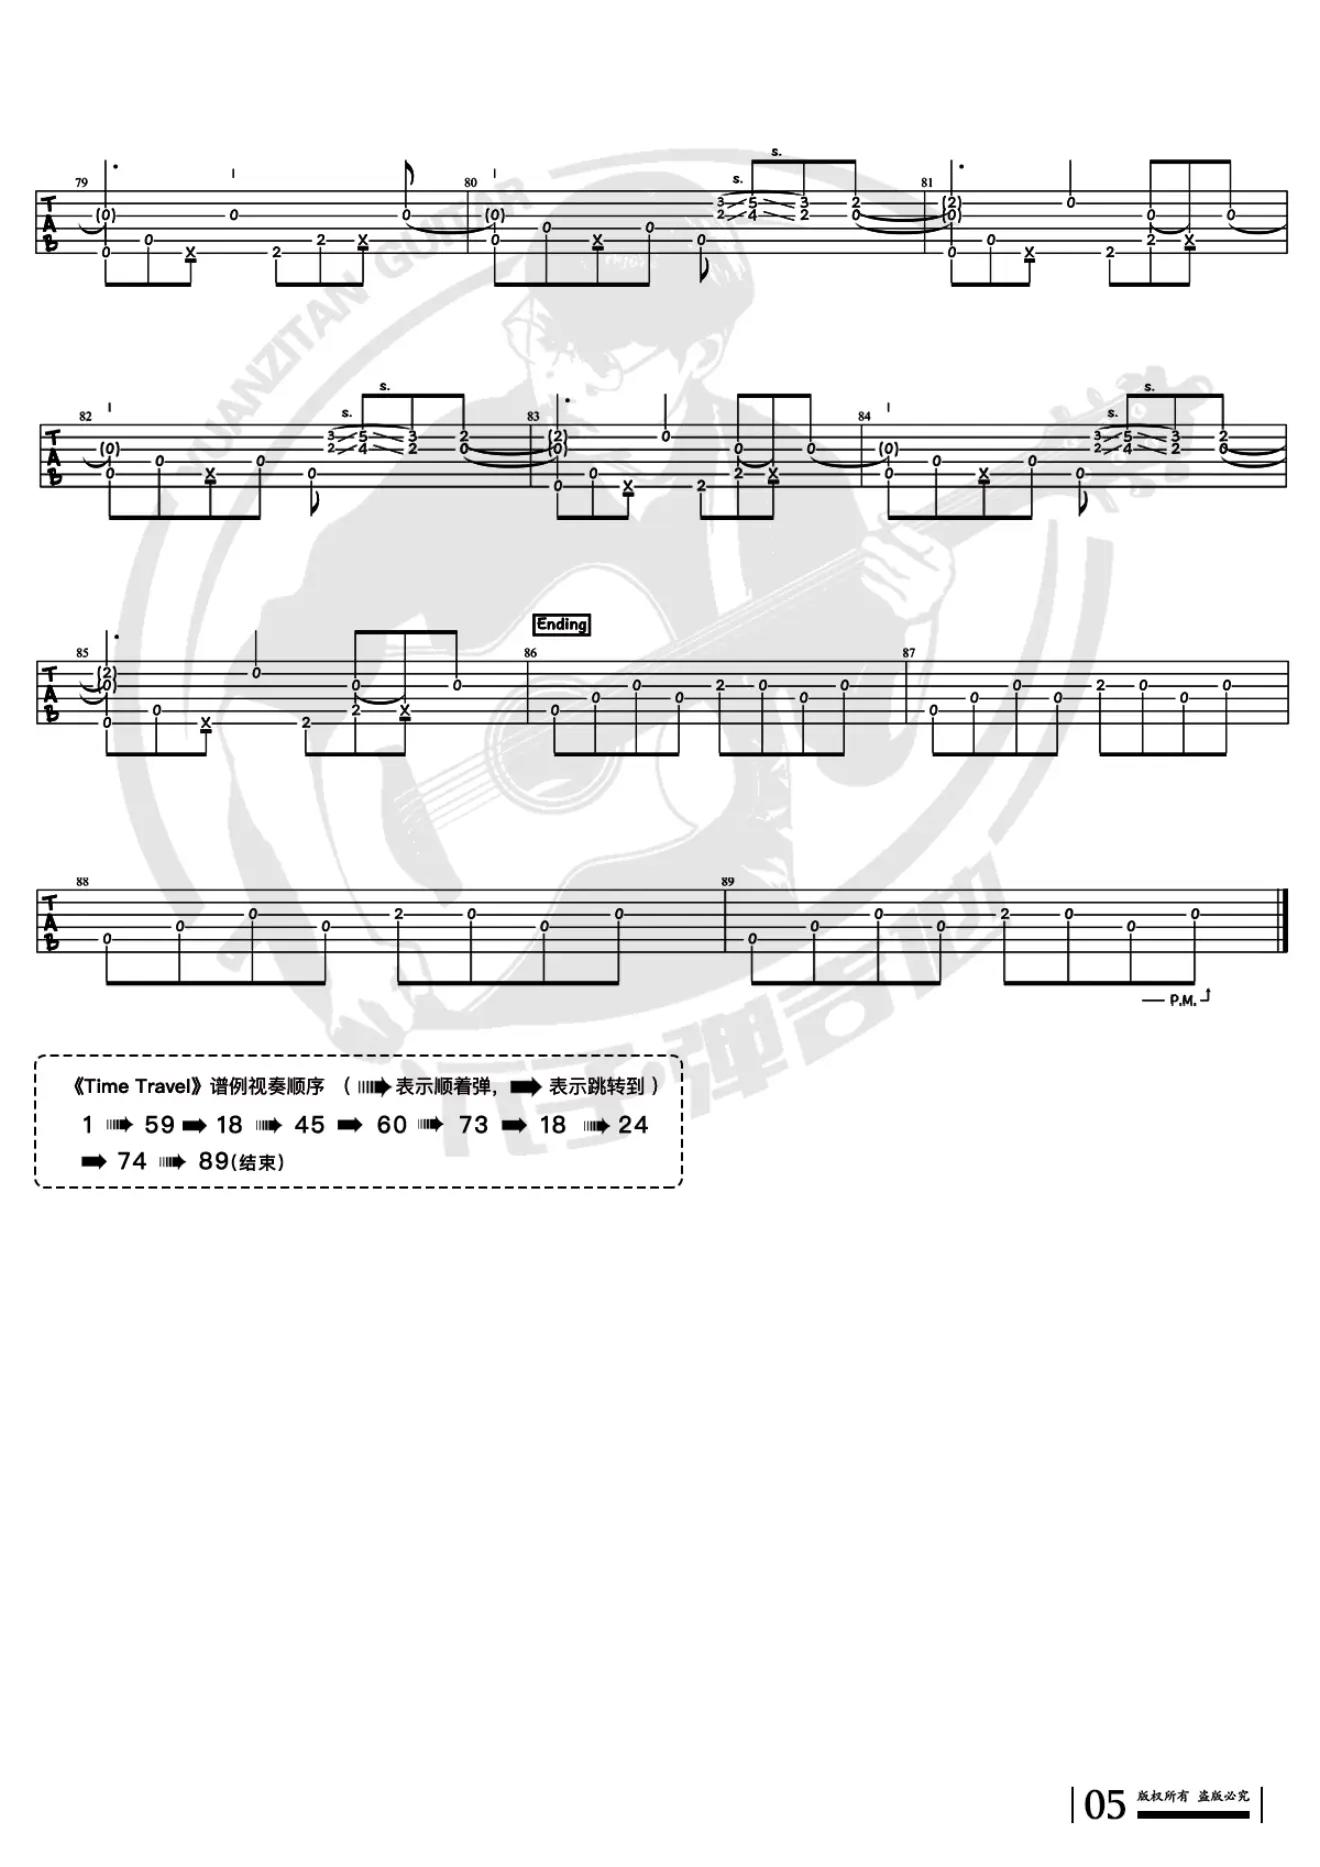 79 80 s. s. 81
T (0) 0 0 (0) 3 5 3 2 (2) 0 0 0
A 0 0 0 2 4 2 0 (0)
B 0 X 2 2 X 0 X 0 0 0 X 2 2 X
82 s. s. 83 84 s. s.
T (0) 3 5 3 2 (2) 0 0 0 (0) 3 5 3 2
A 0 0 2 4 2 0 (0) 0 0 2 4 2 0
B 0 X 0 0 0 X 2 2 X 0 X 0
Ending
85 86 87
T (2) 0 0 0
A (0) 0 0 0 2 0 0 0 0 0 0 2 0 0 0
B 0 0 X 2 2 X 0 0
88 89
T
A 0 0 0 2 0 0 0 0 0 0 2 0 0 0
B 0 0
P.M.
《Time Travel》谱例视奏顺序 （ 表示顺着弹， 表示跳转到 ）
1 59 18 45 60 73 18 24
74 89(结束)
05 版权所有 盗版必究
YUANZITAN GUITAR